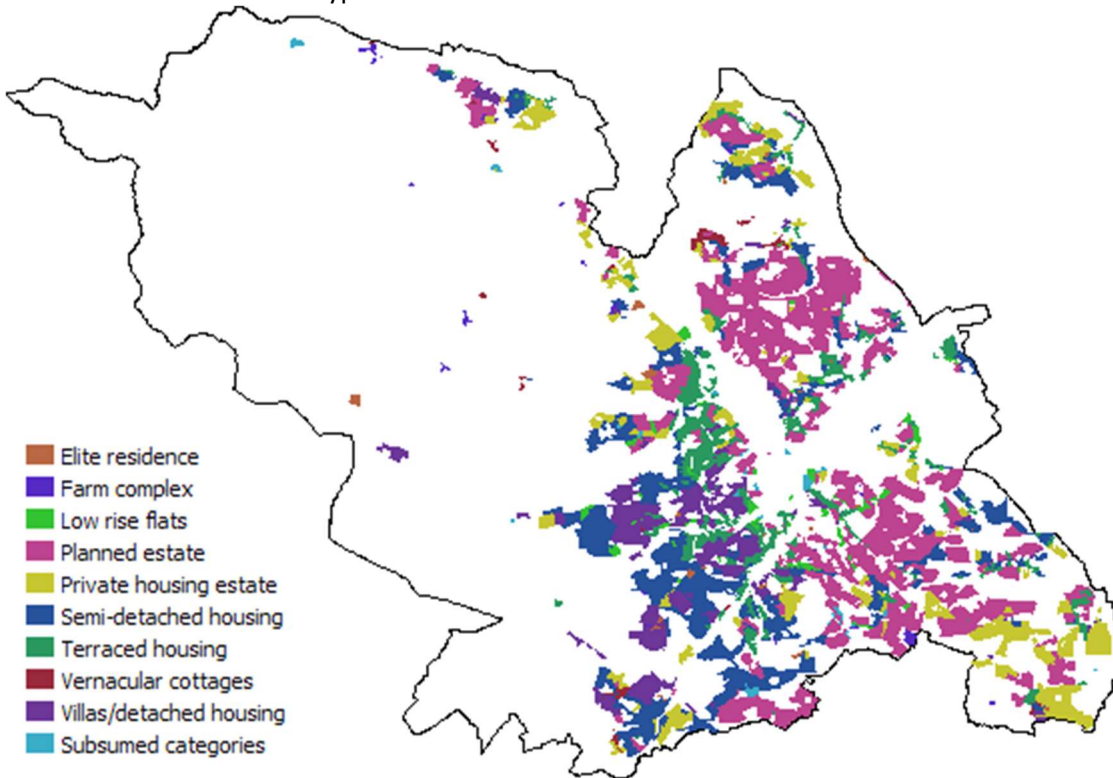 Elite residence
Farm complex
Low rise flats
Planned estate
Private housing estate
Semi-detached housing
Terraced housing
Vernacular cottages
Villas/detached housing
Subsumed categories